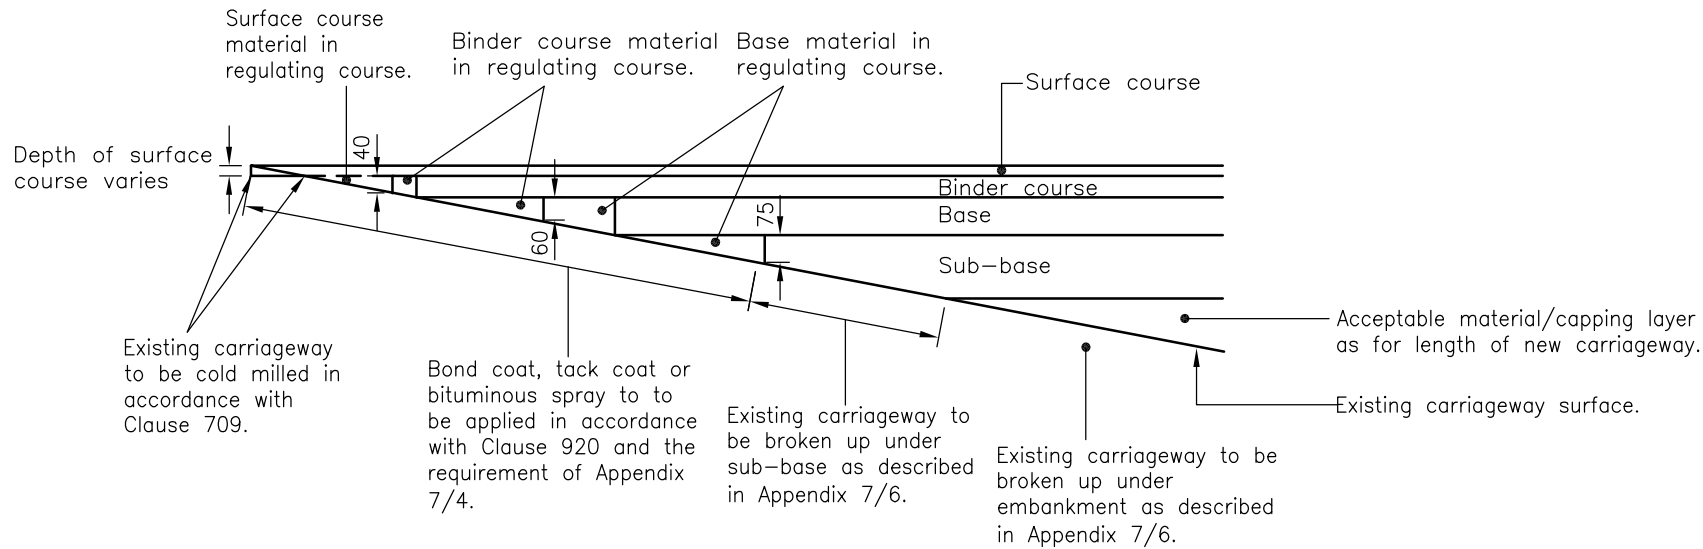 Surface course
material in
regulating course.
Binder course material
in regulating course.
Base material in
regulating course.
Surface course
Depth of surface
course varies
40
Binder course
75
Base
60
Sub-base
Acceptable material/capping layer
as for length of new carriageway.
Existing carriageway
to be cold milled in
accordance with
Clause 709.
Bond coat, tack coat or
bituminous spray to to
be applied in accordance
with Clause 920 and the
requirement of Appendix
7/4.
Existing carriageway to
be broken up under
sub-base as described
in Appendix 7/6.
Existing carriageway surface.
Existing carriageway to be
broken up under
embankment as described
in Appendix 7/6.